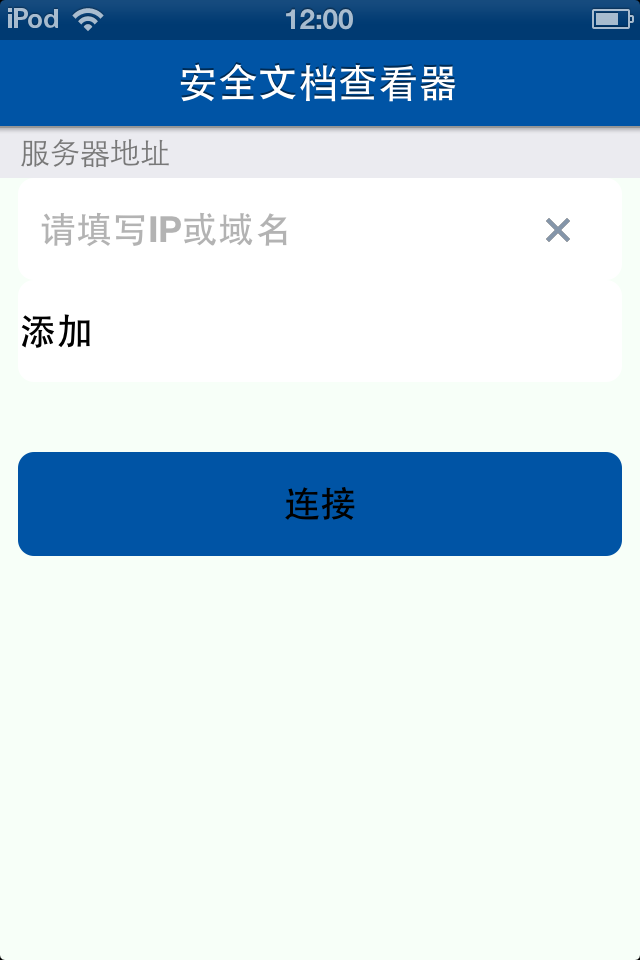 iPod 12:00
安全文档查看器
服务器地址
请填写IP或域名
添加
连接